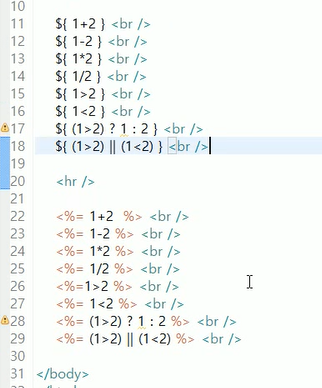 10
11 ${ 1+2 } <br />
12 ${ 1-2 } <br />
13 ${ 1*2 } <br />
14 ${ 1/2 } <br />
15 ${ 1>2 } <br />
16 ${ 1<2 } <br />
17 ${ (1>2) ? 1 : 2 } <br />
18 ${ (1>2) || (1<2) } <br />
19
20 <hr />
21
22 <%= 1+2  %> <br />
23 <%= 1-2 %> <br />
24 <%= 1*2 %> <br />
25 <%= 1/2 %> <br />
26 <%=1>2 %> <br />
27 <%= 1<2 %> <br />
28 <%= (1>2) ? 1 : 2 %> <br />
29 <%= (1>2) || (1<2) %> <br />
30
31 </body>